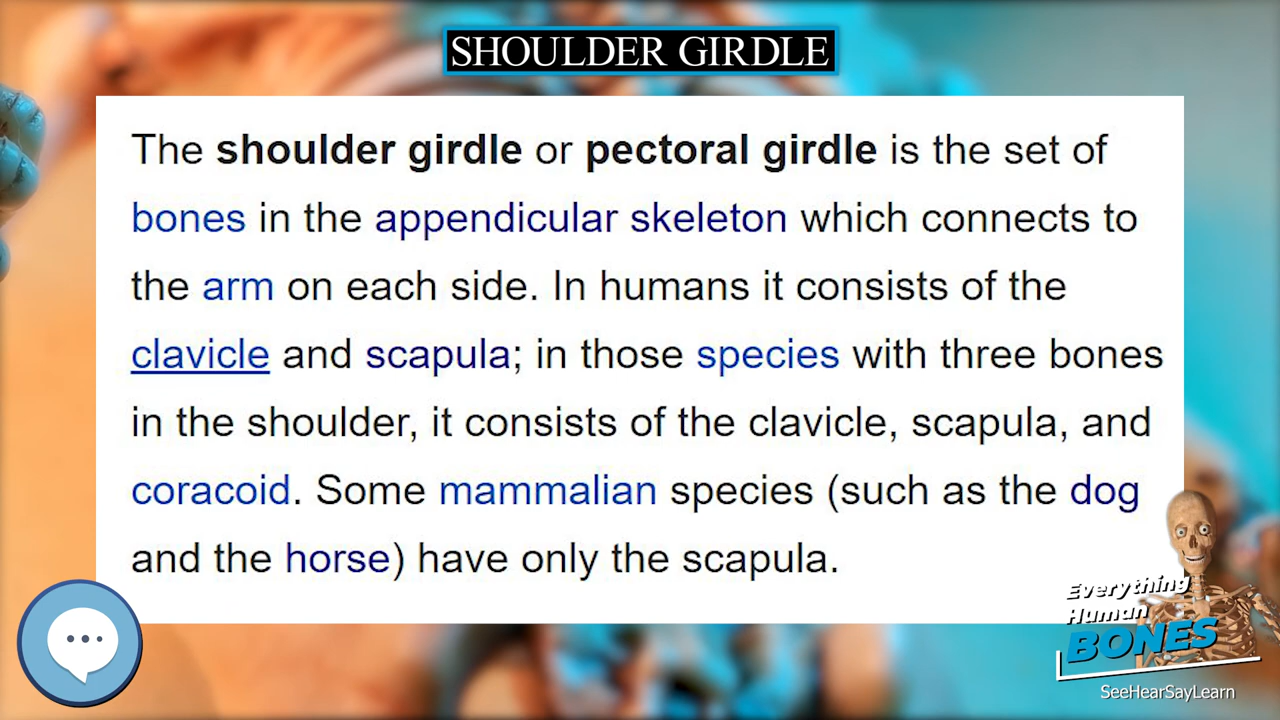 SHOULDER GIRDLE
The shoulder girdle or pectoral girdle is the set of
bones in the appendicular skeleton which connects to
the arm on each side. In humans it consists of the
clavicle and scapula; in those species with three bones
in the shoulder, it consists of the clavicle, scapula, and
coracoid. Some mammalian species (such as the dog
and the horse) have only the scapula.
Everything
Human
BONES
SeeHearSayLearn